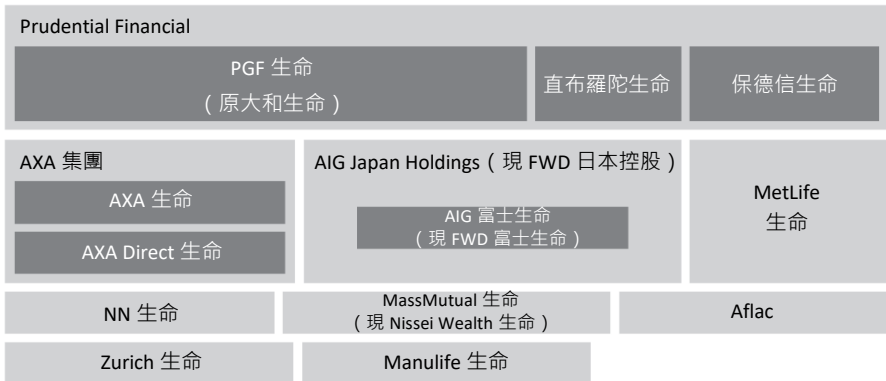 Prudential Financial
PGF 生命
（原大和生命）
直布羅陀生命
保德信生命
AXA 集團
AXA 生命
AXA Direct 生命
AIG Japan Holdings（現 FWD 日本控股）
AIG 富士生命
（現 FWD 富士生命）
MetLife
生命
NN 生命
MassMutual 生命
（現 Nissei Wealth 生命）
Aflac
Zurich 生命
Manulife 生命